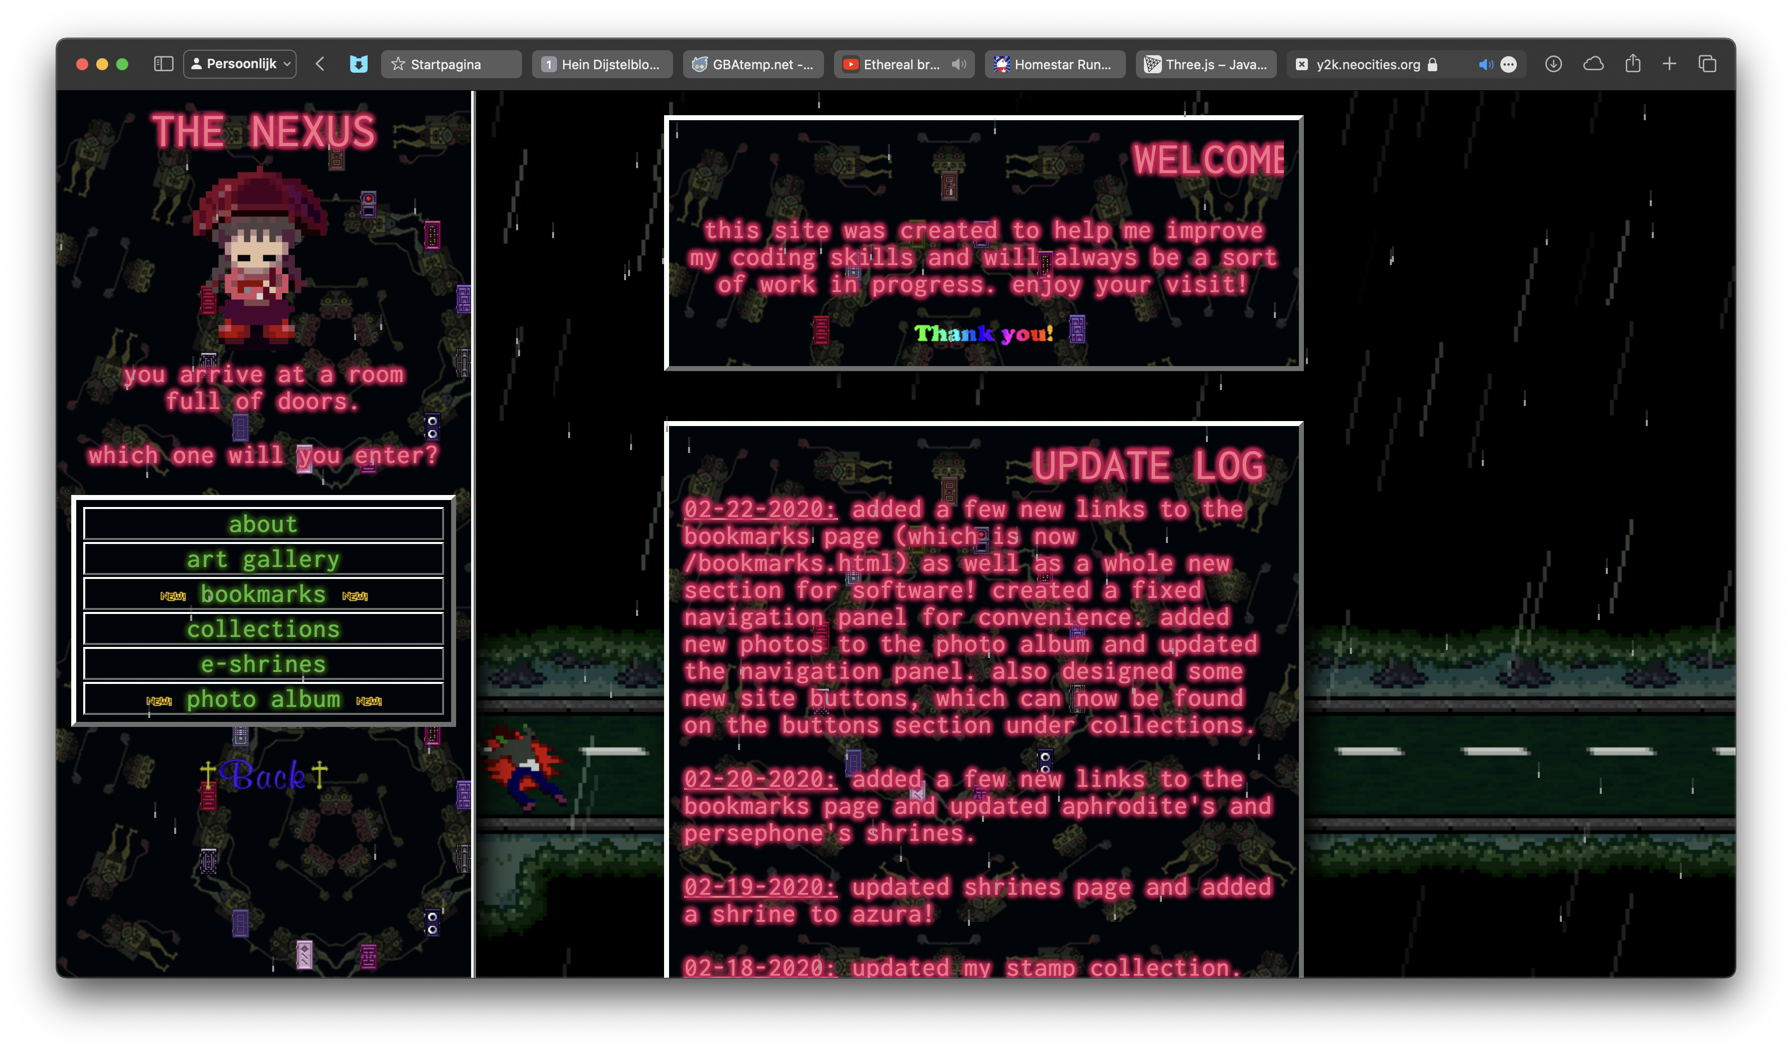 Persoonlijk
Startpagina
1 Hein Dijstelblo...
GBAtemp.net -...
Ethereal br...
Homestar Run...
Three.js – Java...
y2k.neocities.org
THE NEXUS
you arrive at a room
full of doors.
which one will you enter?
about
art gallery
NEW! bookmarks NEW!
collections
e-shrines
NEW! photo album NEW!
Back
WELCOME
this site was created to help me improve
my coding skills and will always be a sort
of work in progress. enjoy your visit!
Thank you!
UPDATE LOG
02-22-2020: added a few new links to the
bookmarks page (which is now
/bookmarks.html) as well as a whole new
section for software! created a fixed
navigation panel for convenience. added
new photos to the photo album and updated
the navigation panel. also designed some
new site buttons, which can now be found
on the buttons section under collections.
02-20-2020: added a few new links to the
bookmarks page and updated aphrodite's and
persephone's shrines.
02-19-2020: updated shrines page and added
a shrine to azura!
02-18-2020: updated my stamp collection.